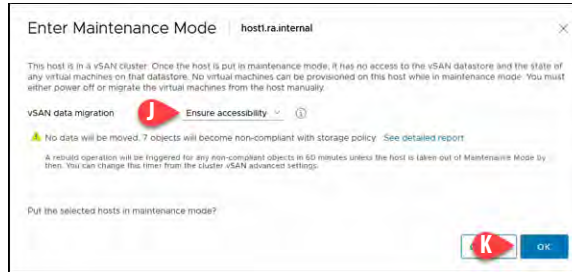 Enter Maintenance Mode host1.ra.internal
This host is in a vSAN cluster. Once the host is put in maintenance mode, it has no access to the vSAN datastore and the state of
any virtual machines on that datastore. No virtual machines can be provisioned on this host while in maintenance mode. You must
either power off or migrate the virtual machines from the host manually.
vSAN data migration J Ensure accessibility
No data will be moved. 7 objects will become non-compliant with storage policy. See detailed report
A rebuild operation will be triggered for any non-compliant objects in 60 minutes unless the host is taken out of Maintenance Mode by
then. You can change this timer from the cluster vSAN advanced settings.
Put the selected hosts in maintenance mode?
K OK